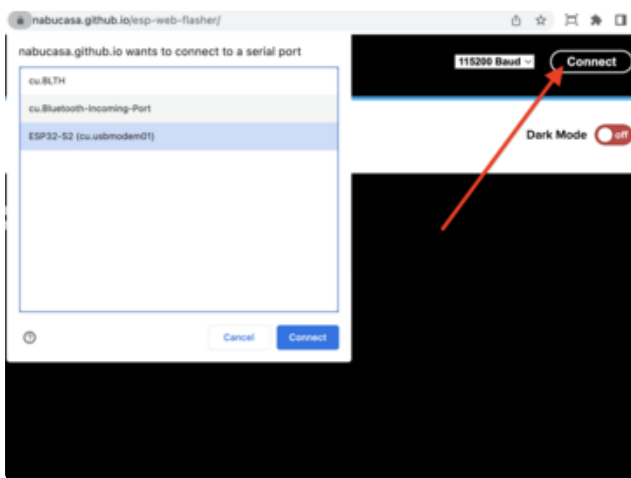 nabucasa.github.io/esp-web-flasher/
nabucasa.github.io wants to connect to a serial port
115200 Baud
Connect
cu.BLTH
cu.Bluetooth-Incoming-Port
ESP32-S2 (cu.usbmodem01)
Dark Mode
off
Cancel
Connect